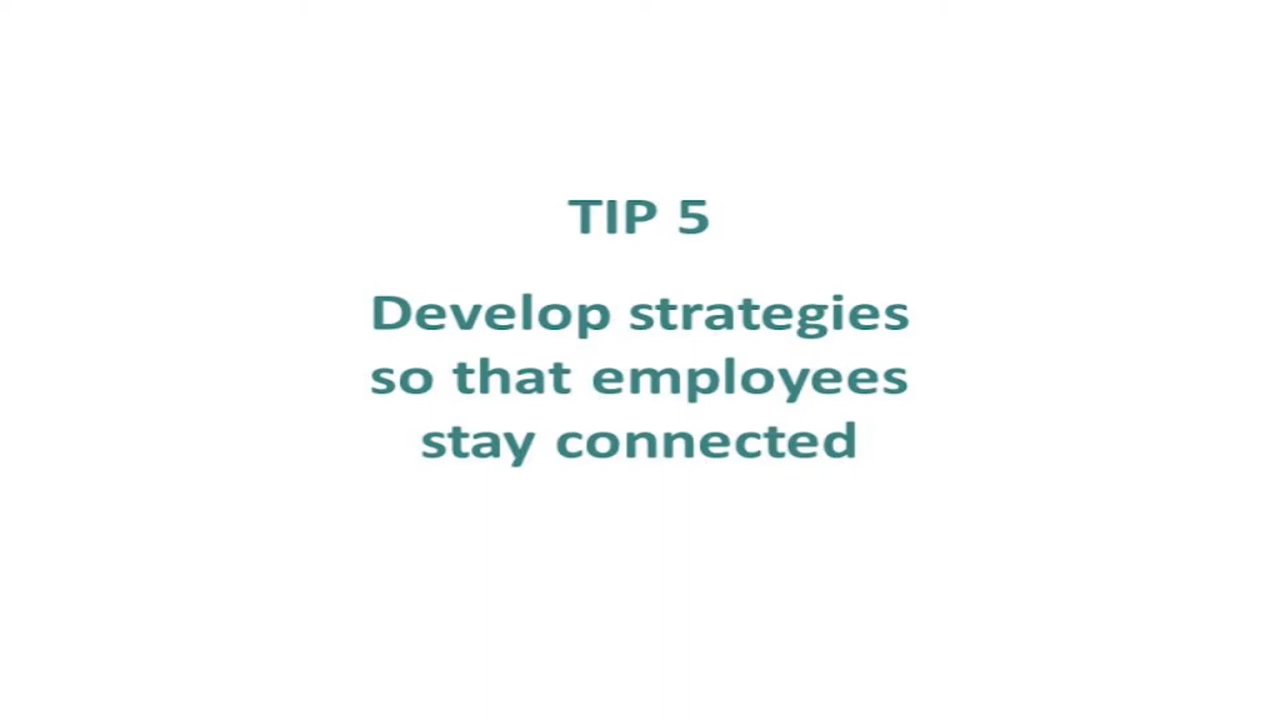 TIP 5
Develop strategies
so that employees
stay connected